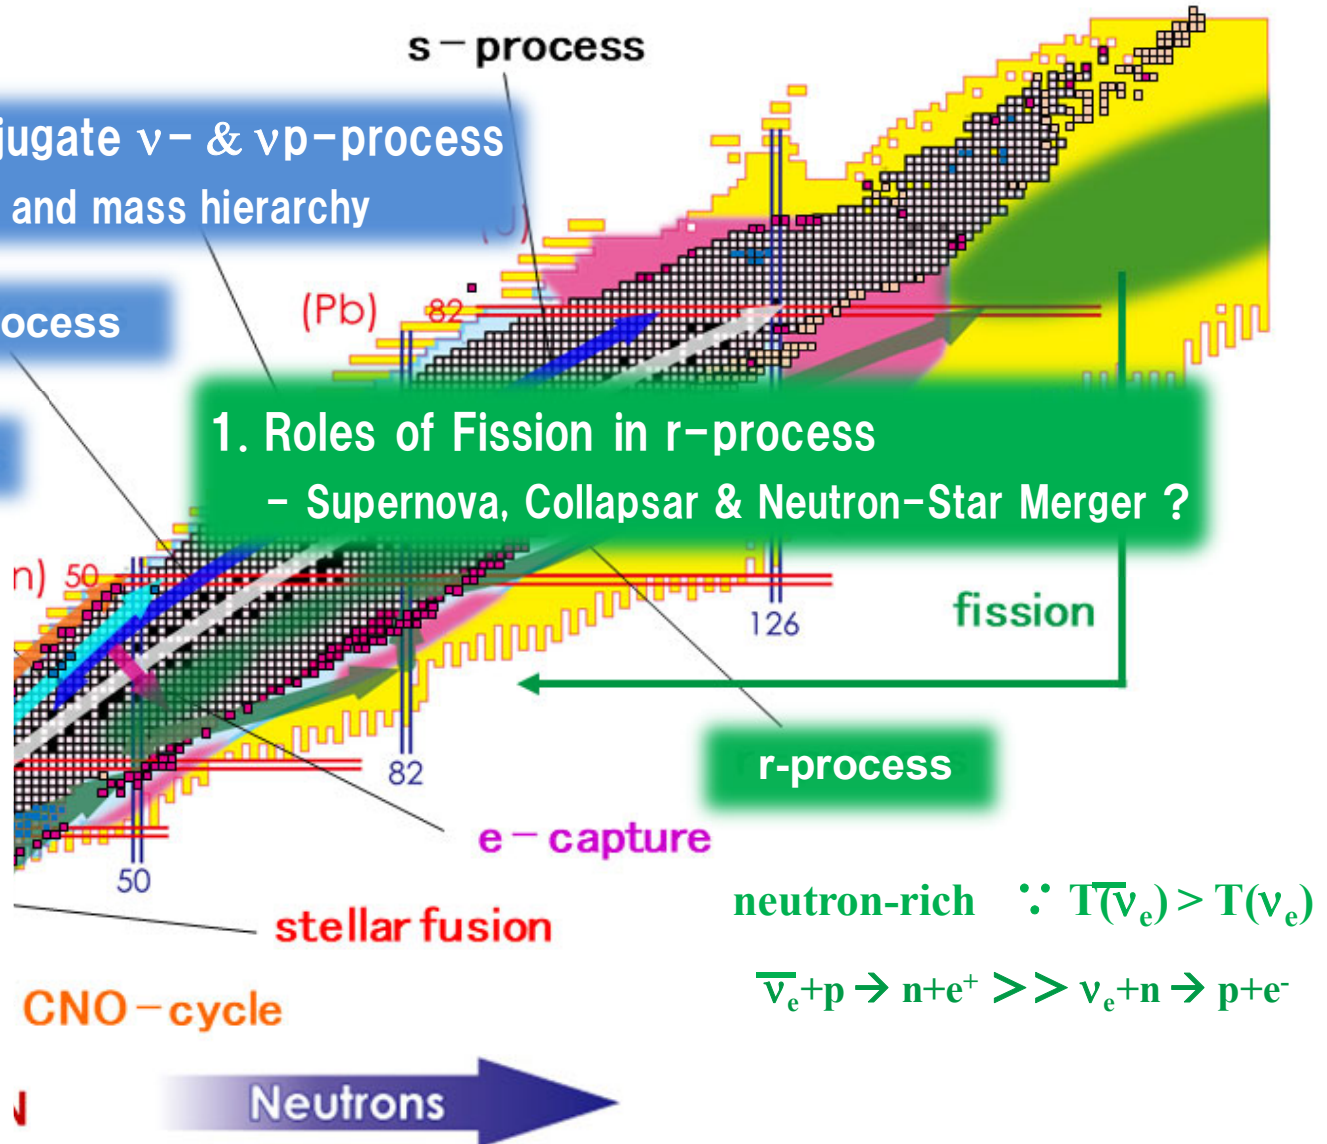 s－process
jugate ν- & νp-process
and mass hierarchy
ocess
(Pb) 82
1. Roles of Fission in r-process
- Supernova, Collapsar & Neutron-Star Merger ?
n) 50
126
fission
82
r-process
e－capture
50
neutron-rich ∵ T(ν̅e) > T(νe)
stellar fusion
ν̅e+p → n+e⁺ >> νe+n → p+e⁻
CNO－cycle
Neutrons